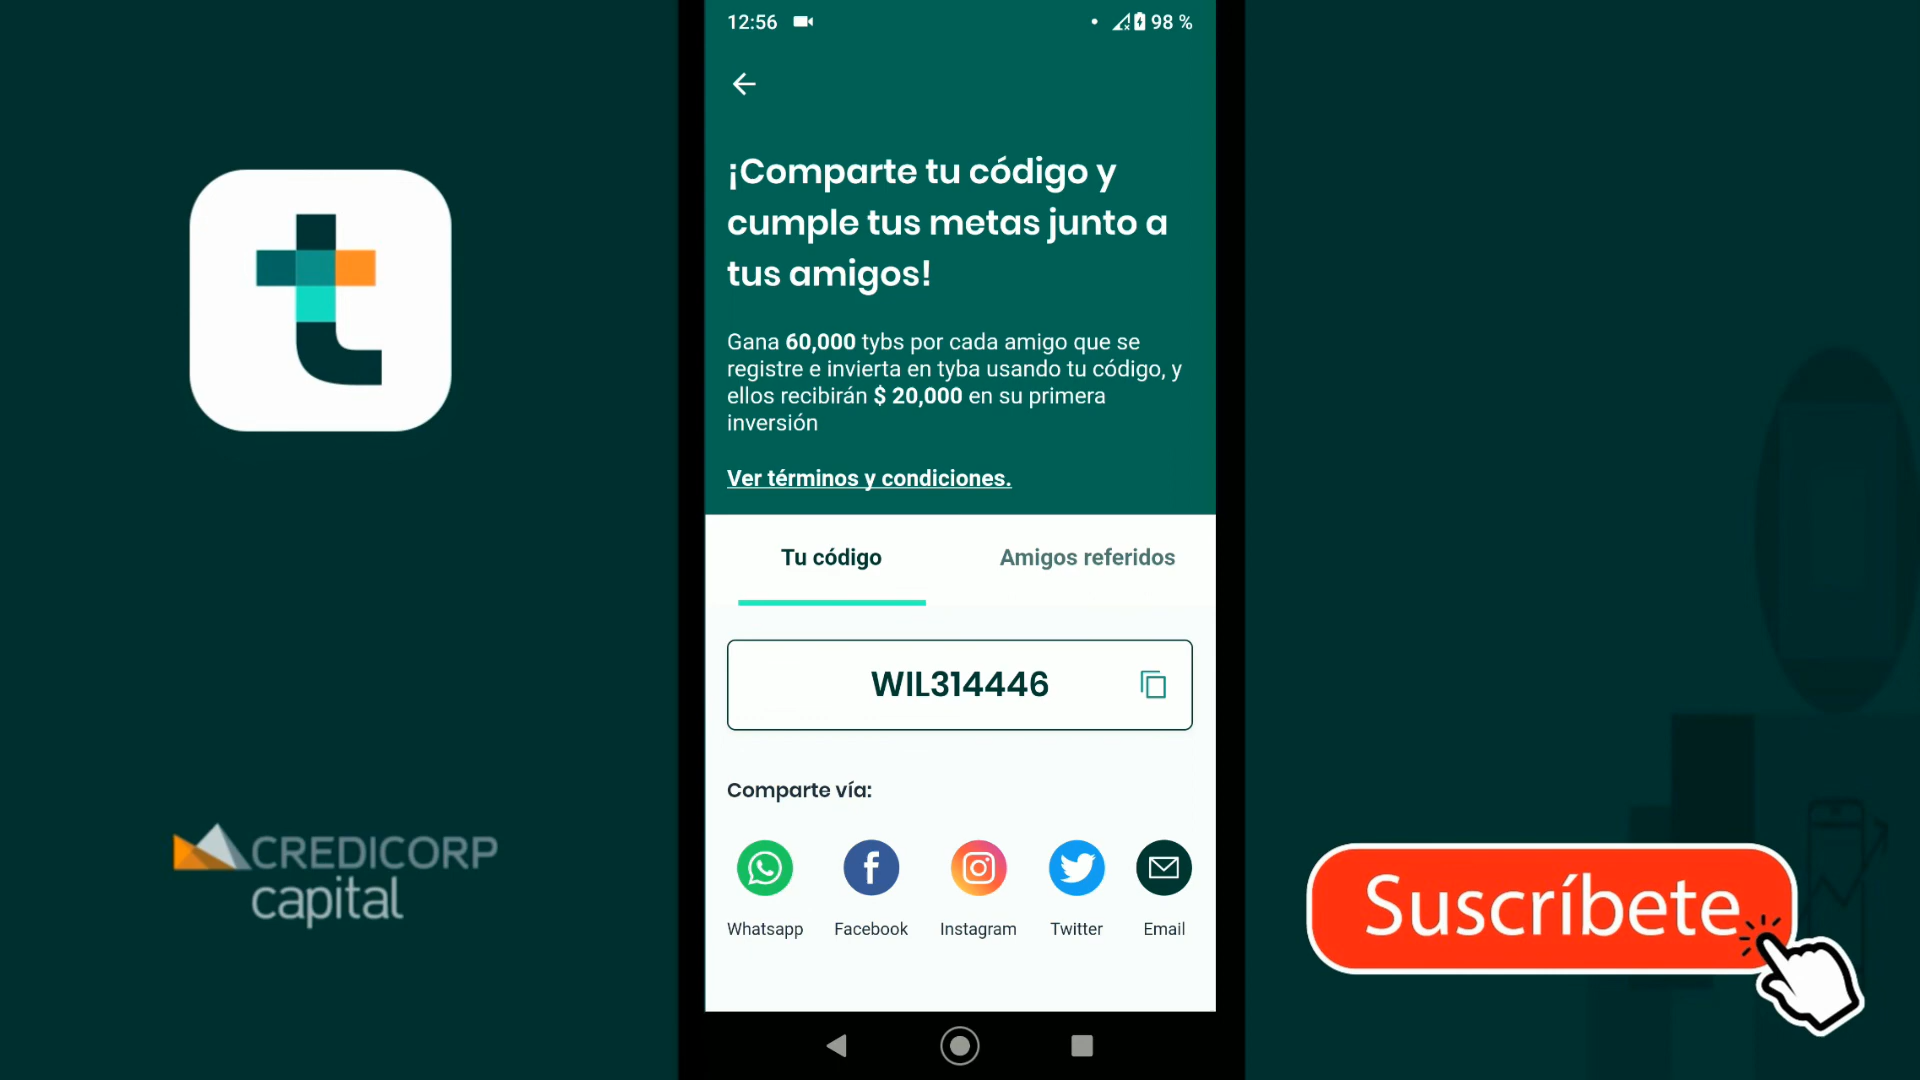 12:56
98 %
¡Comparte tu código y
cumple tus metas junto a
tus amigos!
Gana 60,000 tybs por cada amigo que se
registre e invierta en tyba usando tu código, y
ellos recibirán $ 20,000 en su primera
inversión
Ver términos y condiciones.
Tu código
Amigos referidos
WIL314446
Comparte vía:
Whatsapp
Facebook
Instagram
Twitter
Email
t
CREDICORP
capital
Suscríbete